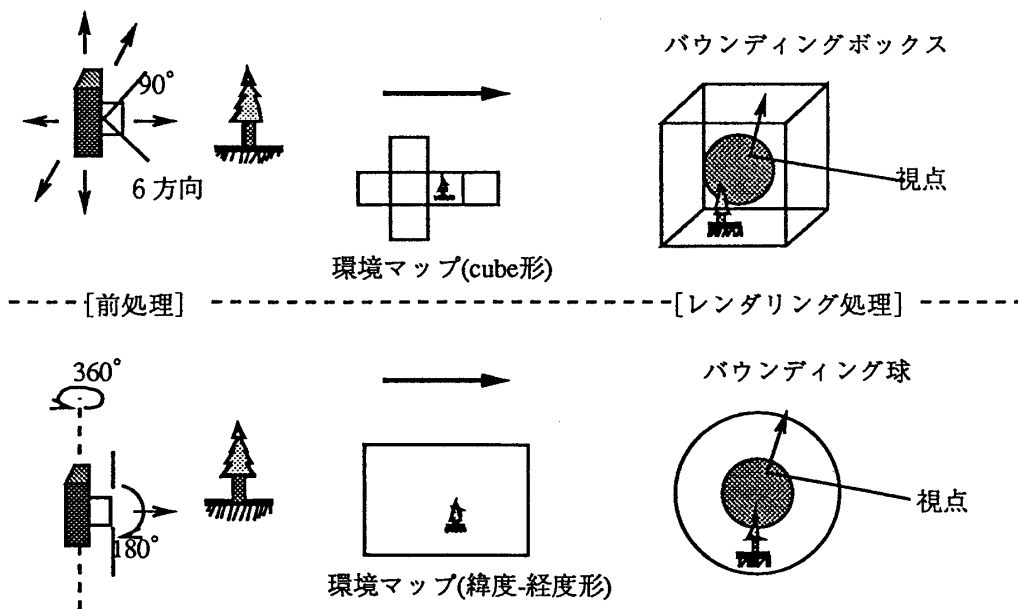 バウンディングボックス
90°
6方向
視点
環境マップ(cube形)
[前処理]
[レンダリング処理]
360°
バウンディング球
180°
視点
環境マップ(緯度-経度形)